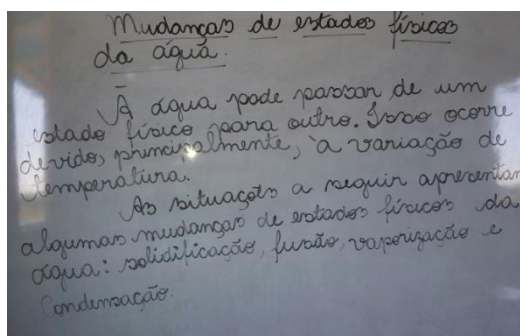 Mudanças de estados físicos
da água.
A água pode passar de um
estado físico para outro. Isso ocorre
devido, principalmente, à variação de
temperatura.
As situações a seguir apresentam
algumas mudanças de estados físicos da
água: solidificação, fusão, vaporização e
condensação.